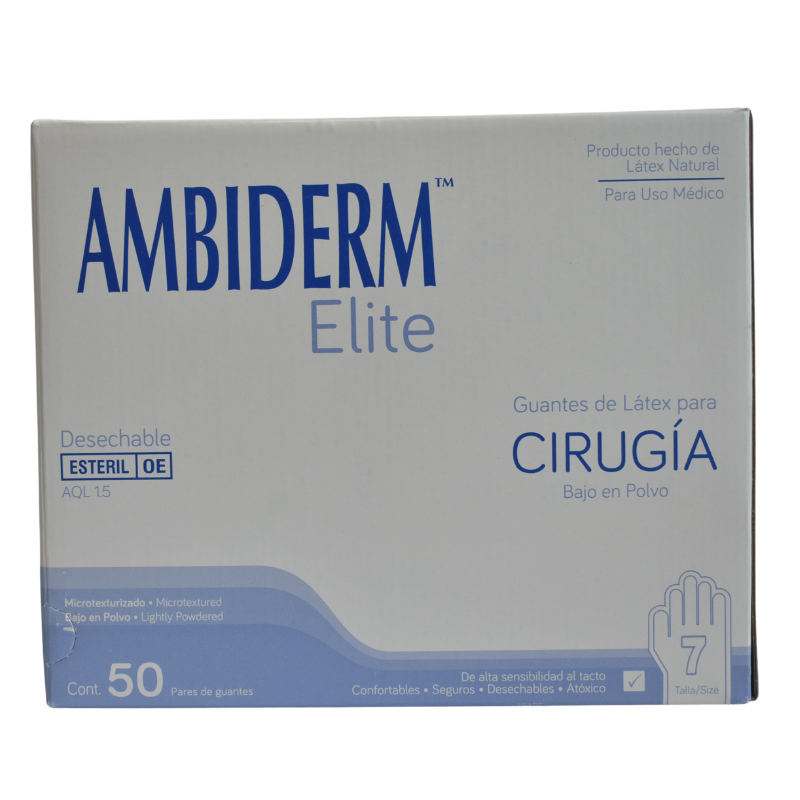 Producto hecho de
Látex Natural
Para Uso Médico
AMBIDERM™
Elite
Guantes de Látex para
CIRUGÍA
Bajo en Polvo
Desechable
ESTERIL OE
AQL 1.5
Microtexturizado • Microtextured
Bajo en Polvo • Lightly Powdered
Cont. 50 Pares de guantes
De alta sensibilidad al tacto
Confortables • Seguros • Desechables • Atóxico
7
Talla/Size